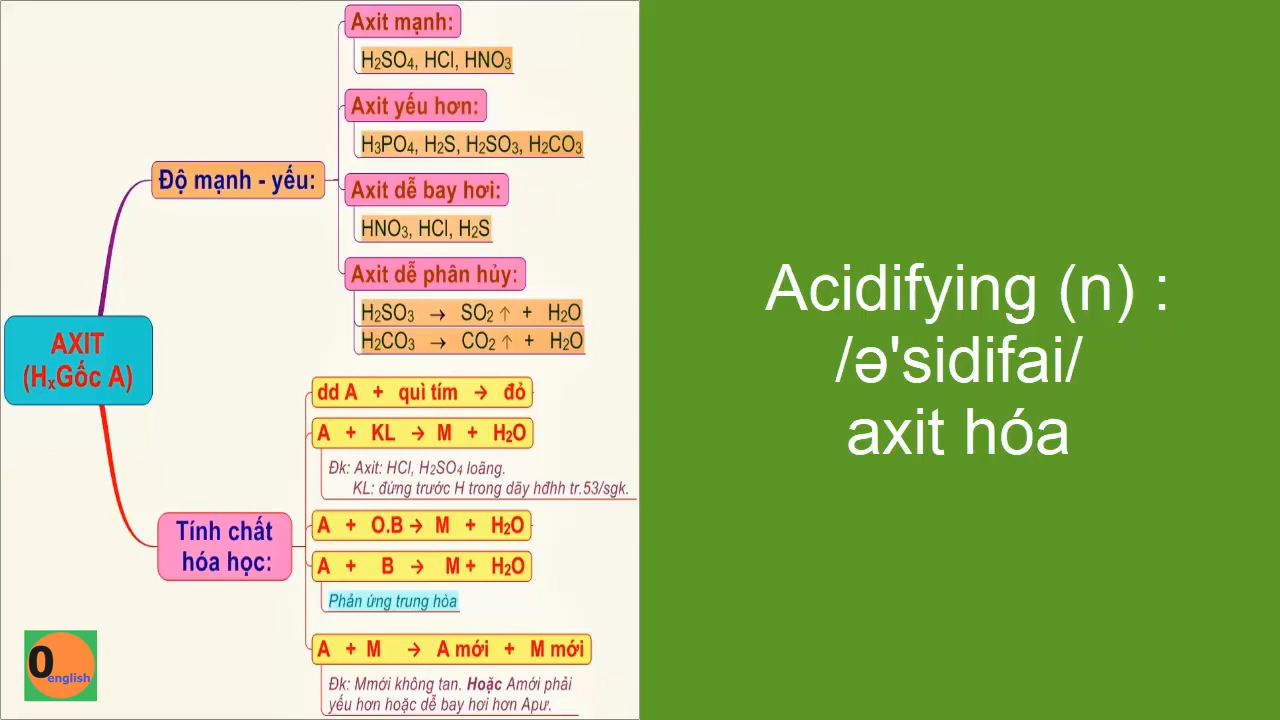 Axit mạnh:
H₂SO₄, HCl, HNO₃
Axit yếu hơn:
H₃PO₄, H₂S, H₂SO₃, H₂CO₃
Độ mạnh - yếu:
Axit dễ bay hơi:
HNO₃, HCl, H₂S
Axit dễ phân hủy:
H₂SO₃ → SO₂ ↑ + H₂O
H₂CO₃ → CO₂ ↑ + H₂O
AXIT
(HₓGốc A)
dd A + quì tím → đỏ
A + KL → M + H₂O
Đk: Axit: HCl, H₂SO₄ loãng.
KL: đứng trước H trong dãy hđhh tr.53/sgk.
Tính chất
hóa học:
A + O.B → M + H₂O
A + B → M + H₂O
Phản ứng trung hòa
A + M → A mới + M mới
Đk: Mmới không tan. Hoặc Amới phải
yếu hơn hoặc dễ bay hơi hơn Apư.
0
english
Acidifying (n) :
/ə'sidifai/
axit hóa